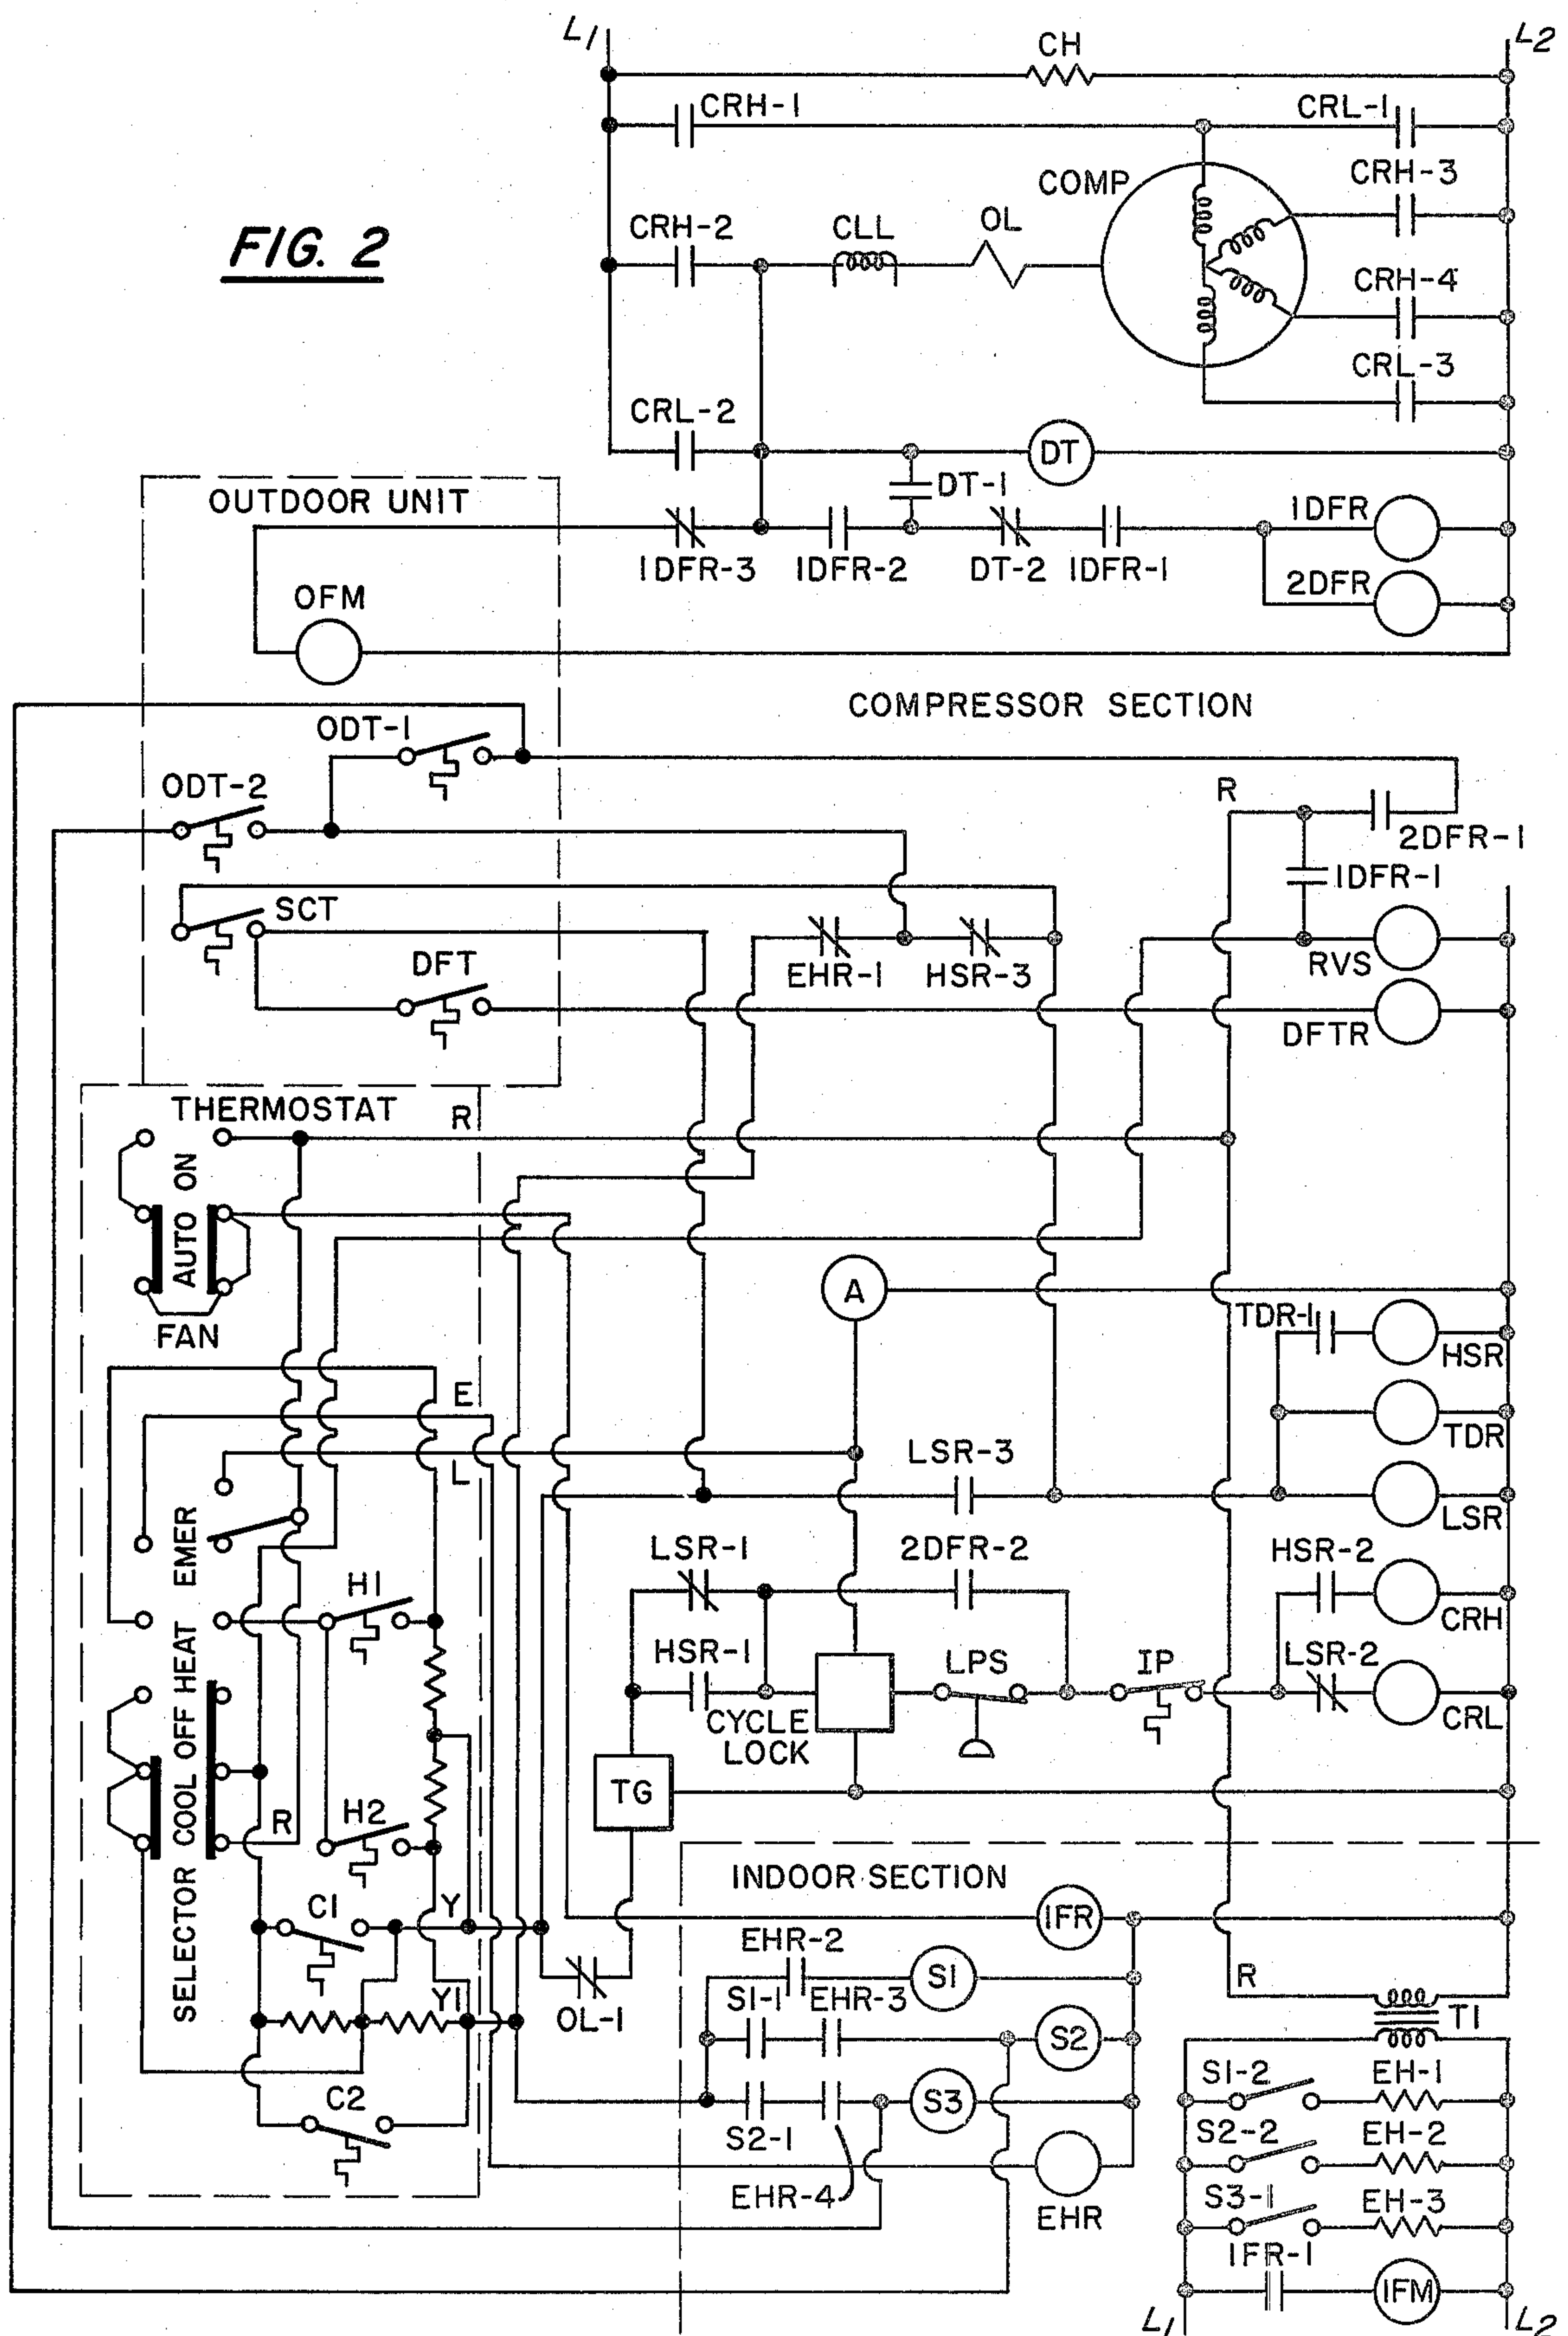 L1
L2
CH
CRH-1
CRL-1
CRH-3
COMP
FIG. 2
CRH-2
CLL
OL
CRH-4
CRL-3
CRL-2
DT
DT-1
OUTDOOR UNIT
1DFR
1DFR-3
1DFR-2
DT-2
1DFR-1
2DFR
OFM
COMPRESSOR SECTION
ODT-1
ODT-2
R
2DFR-1
1DFR-1
SCT
DFT
EHR-1
HSR-3
RVS
DFTR
THERMOSTAT
R
AUTO ON
FAN
A
TDR-1
HSR
E
TDR
L
LSR-3
LSR
LSR-1
2DFR-2
HSR-2
H1
CRH
HSR-1
LPS
IP
LSR-2
CYCLE
LOCK
CRL
TG
SELECTOR COOL OFF HEAT EMER
R
H2
INDOOR SECTION
C1
Y
IFR
EHR-2
S1
R
S1-1
EHR-3
Y1
OL-1
S2
T1
S1-2
EH-1
C2
S3
S2-1
S2-2
EH-2
EHR-4
EHR
S3-1
EH-3
IFR-1
IFM
L1
L2